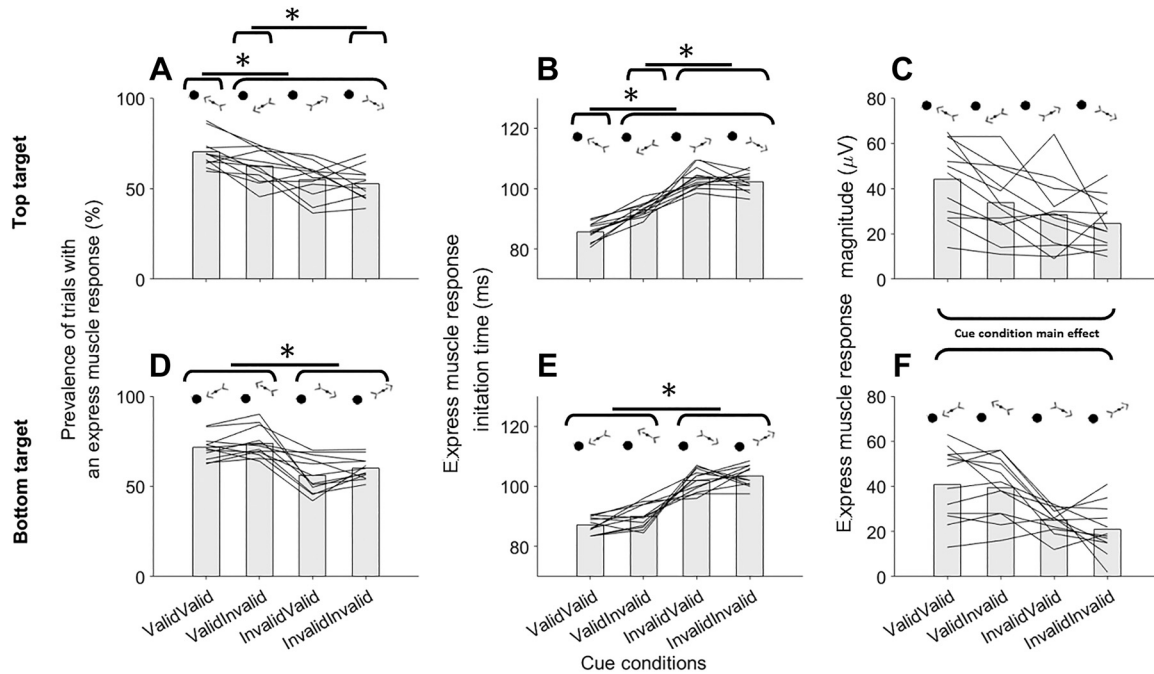 *
*
*
*
A
B
C
Top target
Prevalence of trials with
an express muscle response (%)
100
50
0
Express muscle response
initation time (ms)
120
100
80
Express muscle response magnitude (μV)
80
60
40
20
0
Cue condition main effect
*
*
D
E
F
Bottom target
100
50
0
120
100
80
80
60
40
20
0
ValidValid
ValidInvalid
InvalidValid
InvalidInvalid
ValidValid
ValidInvalid
InvalidValid
InvalidInvalid
ValidValid
ValidInvalid
InvalidValid
InvalidInvalid
Cue conditions